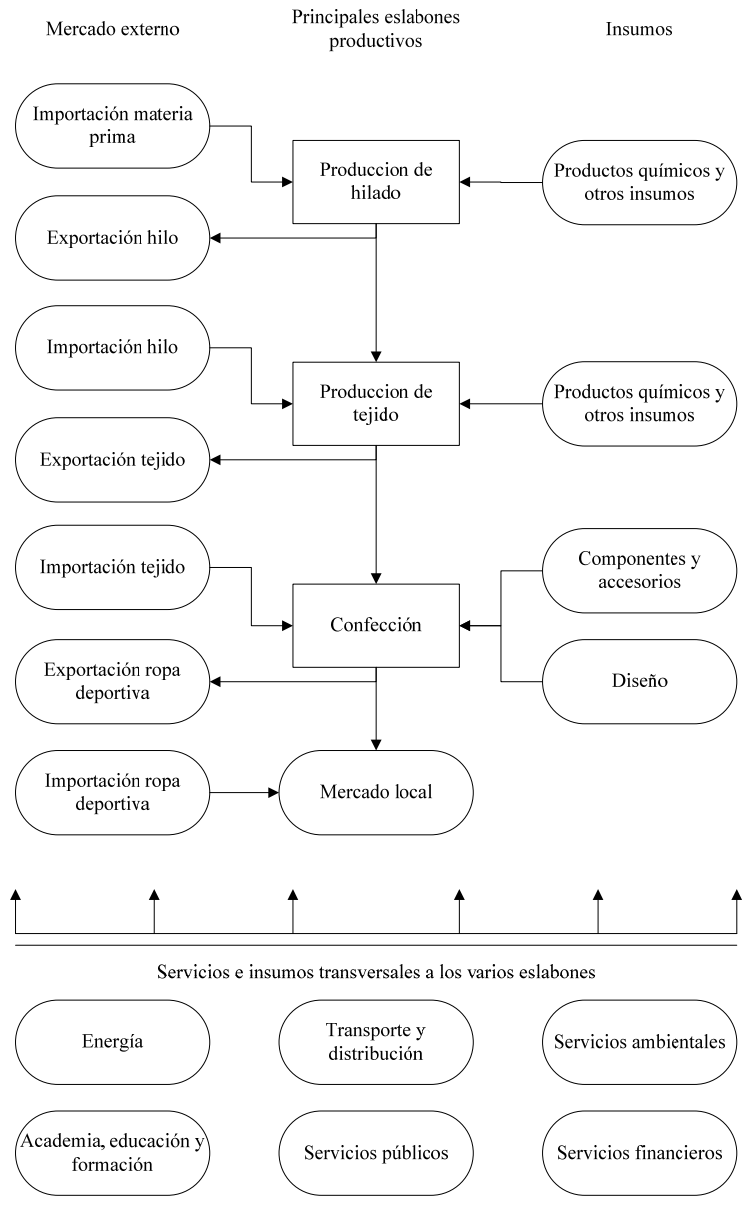 Mercado externo
Principales eslabones
productivos
Insumos
Importación materia
prima
Produccion de
hilado
Productos químicos y
otros insumos
Exportación hilo
Importación hilo
Produccion de
tejido
Productos químicos y
otros insumos
Exportación tejido
Importación tejido
Componentes y
accesorios
Confección
Exportación ropa
deportiva
Diseño
Importación ropa
deportiva
Mercado local
Servicios e insumos transversales a los varios eslabones
Energía
Transporte y
distribución
Servicios ambientales
Academia, educación y
formación
Servicios públicos
Servicios financieros